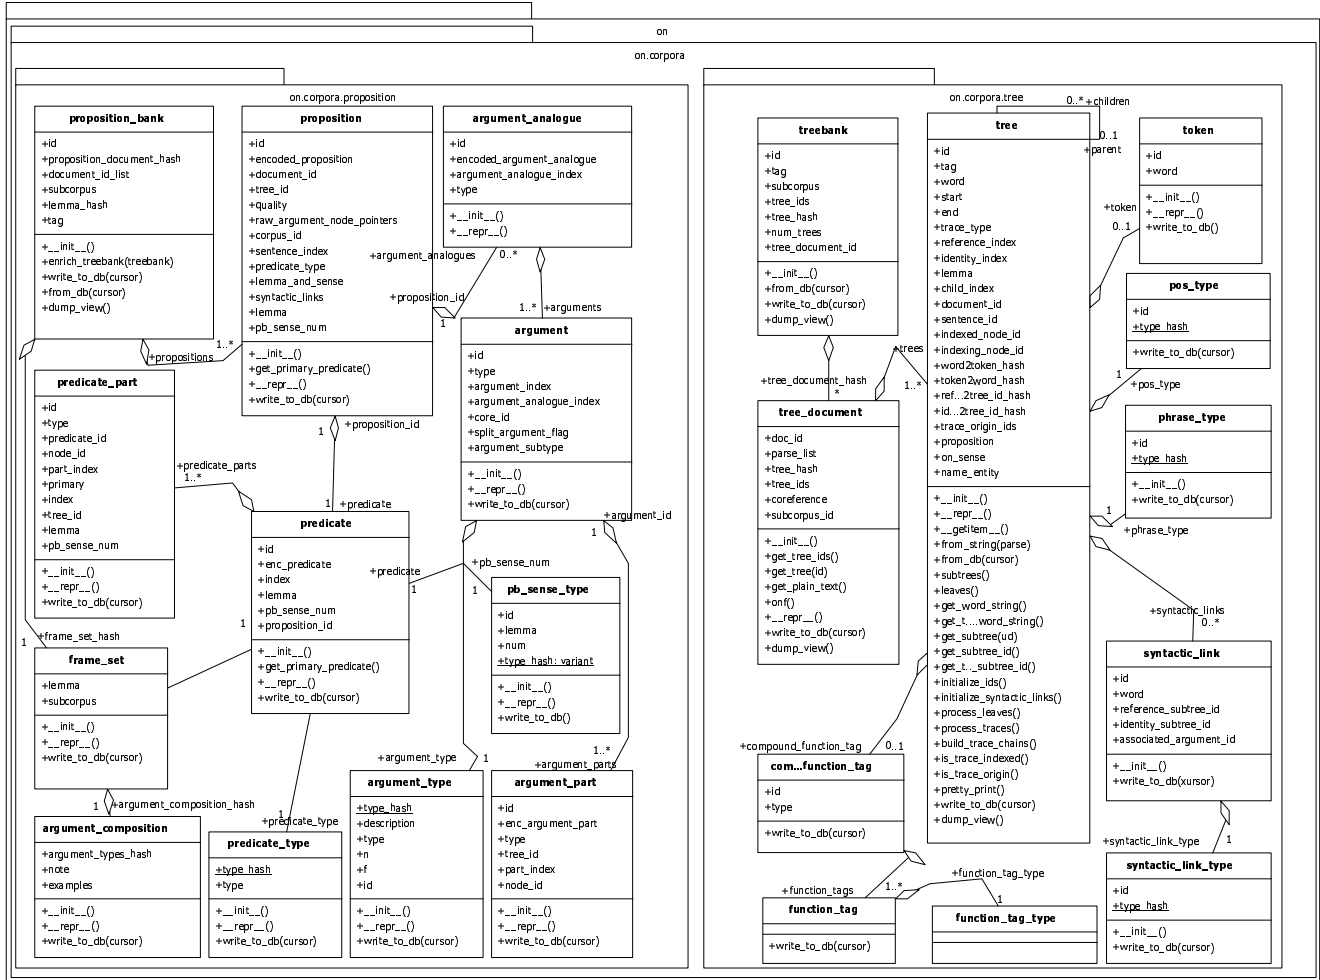 on
on.corpora
on.corpora.proposition
proposition_bank
+id
+proposition_document_hash
+document_id_list
+subcorpus
+lemma_hash
+tag
+__init__()
+enrich_treebank(treebank)
+write_to_db(cursor)
+from_db(cursor)
+dump_view()
proposition
+id
+encoded_proposition
+document_id
+tree_id
+quality
+raw_argument_node_pointers
+corpus_id
+sentence_index
+predicate_type
+lemma_and_sense
+syntactic_links
+lemma
+pb_sense_num
+__init__()
+get_primary_predicate()
+__repr__()
+write_to_db(cursor)
argument_analogue
+id
+encoded_argument_analogue
+argument_analogue_index
+type
+__init__()
+__repr__()
+argument_analogues
0..*
+proposition_id
1
1..*
+arguments
+propositions
1..*
argument
+id
+type
+argument_index
+argument_analogue_index
+core_id
+split_argument_flag
+argument_subtype
+__init__()
+__repr__()
+write_to_db(cursor)
predicate_part
+id
+type
+predicate_id
+node_id
+part_index
+primary
+index
+tree_id
+lemma
+pb_sense_num
+__init__()
+__repr__()
+write_to_db(cursor)
1
+proposition_id
+predicate_parts
1..*
1
+predicate
predicate
+id
+enc_predicate
+index
+lemma
+pb_sense_num
+proposition_id
+__init__()
+get_primary_predicate()
+__repr__()
+write_to_db(cursor)
+argument_id
1
+predicate
1
+pb_sense_num
1
pb_sense_type
+id
+lemma
+num
+type_hash: variant
+__init__()
+__repr__()
+write_to_db()
1
+frame_set_hash
1
frame_set
+lemma
+subcorpus
+__init__()
+__repr__()
+write_to_db(cursor)
1
+argument_composition_hash
argument_composition
+argument_types_hash
+note
+examples
+__init__()
+__repr__()
+write_to_db(cursor)
1
+predicate_type
predicate_type
+type_hash
+type
+__init__()
+__repr__()
+write_to_db(cursor)
+argument_type
1
argument_type
+type_hash
+description
+type
+n
+f
+id
+__init__()
+__repr__()
+write_to_db(cursor)
1..*
+argument_parts
argument_part
+id
+enc_argument_part
+type
+tree_id
+part_index
+node_id
+__init__()
+__repr__()
+write_to_db(cursor)
on.corpora.tree
0..*
+children
0..1
+parent
treebank
+id
+tag
+subcorpus
+tree_ids
+tree_hash
+num_trees
+tree_document_id
+__init__()
+from_db(cursor)
+write_to_db(cursor)
+dump_view()
tree
+id
+tag
+word
+start
+end
+trace_type
+reference_index
+identity_index
+lemma
+child_index
+document_id
+sentence_id
+indexed_node_id
+indexing_node_id
+word2token_hash
+token2word_hash
+ref...2tree_id_hash
+id...2tree_id_hash
+trace_origin_ids
+proposition
+on_sense
+name_entity
+__init__()
+__repr__()
+__getitem__()
+from_string(parse)
+from_db(cursor)
+subtrees()
+leaves()
+get_word_string()
+get_t....word_string()
+get_subtree(ud)
+get_subtree_id()
+get_t.._subtree_id()
+initialize_ids()
+initialize_syntactic_links()
+process_leaves()
+process_traces()
+build_trace_chains()
+is_trace_indexed()
+is_trace_origin()
+pretty_print()
+write_to_db(cursor)
+dump_view()
token
+id
+word
+__init__()
+__repr__()
+write_to_db()
+token
0..1
pos_type
+id
+type_hash
+write_to_db(cursor)
1
+pos_type
+trees
1..*
+tree_document_hash
*
tree_document
+doc_id
+parse_list
+tree_hash
+tree_ids
+coreference
+subcorpus_id
+__init__()
+get_tree_ids()
+get_tree(id)
+get_plain_text()
+onf()
+__repr__()
+write_to_db(cursor)
+dump_view()
phrase_type
+id
+type_hash
+__init__()
+write_to_db(cursor)
1
+phrase_type
+syntactic_links
0..*
syntactic_link
+id
+word
+reference_subtree_id
+identity_subtree_id
+associated_argument_id
+__init__()
+write_to_db(xursor)
+compound_function_tag
0..1
com...function_tag
+id
+type
+write_to_db(cursor)
+syntactic_link_type
1
syntactic_link_type
+id
+type_hash
+__init__()
+write_to_db(cursor)
+function_tags
1..*
+function_tag_type
1
function_tag
+write_to_db(cursor)
function_tag_type